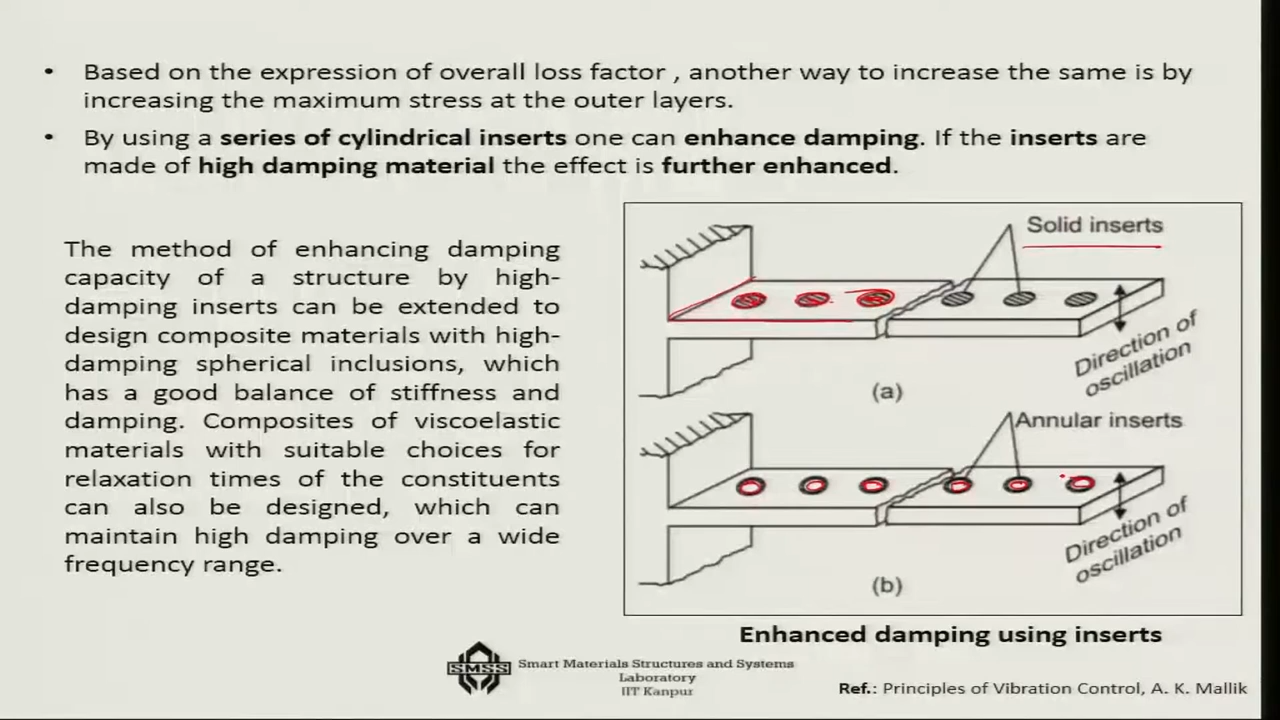 • Based on the expression of overall loss factor , another way to increase the same is by
increasing the maximum stress at the outer layers.
• By using a series of cylindrical inserts one can enhance damping. If the inserts are
made of high damping material the effect is further enhanced.
The method of enhancing damping
capacity of a structure by high-
damping inserts can be extended to
design composite materials with high-
damping spherical inclusions, which
has a good balance of stiffness and
damping. Composites of viscoelastic
materials with suitable choices for
relaxation times of the constituents
can also be designed, which can
maintain high damping over a wide
frequency range.
Solid inserts
Direction of
oscillation
(a)
Annular inserts
Direction of
oscillation
(b)
Enhanced damping using inserts
SMSS
Smart Materials Structures and Systems
Laboratory
IIT Kanpur
Ref.: Principles of Vibration Control, A. K. Mallik